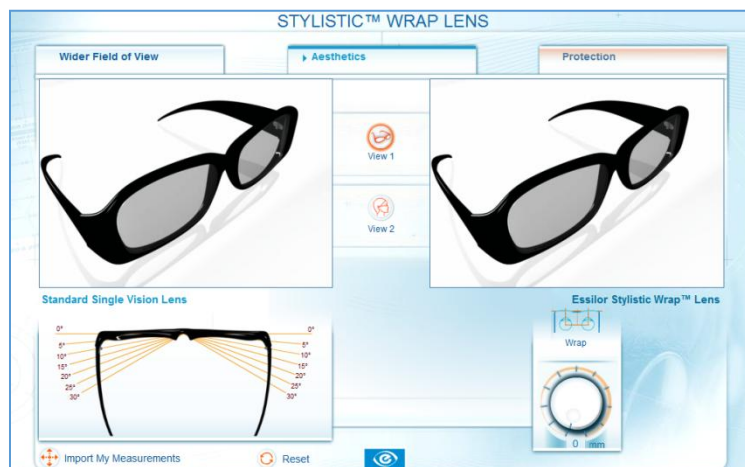 STYLISTIC™ WRAP LENS
Wider Field of View
Aesthetics
Protection
View 1
View 2
Standard Single Vision Lens
Essilor Stylistic Wrap™ Lens
0°
5°
10°
15°
20°
25°
30°
0°
5°
10°
15°
20°
25°
30°
Wrap
0 mm
Import My Measurements
Reset